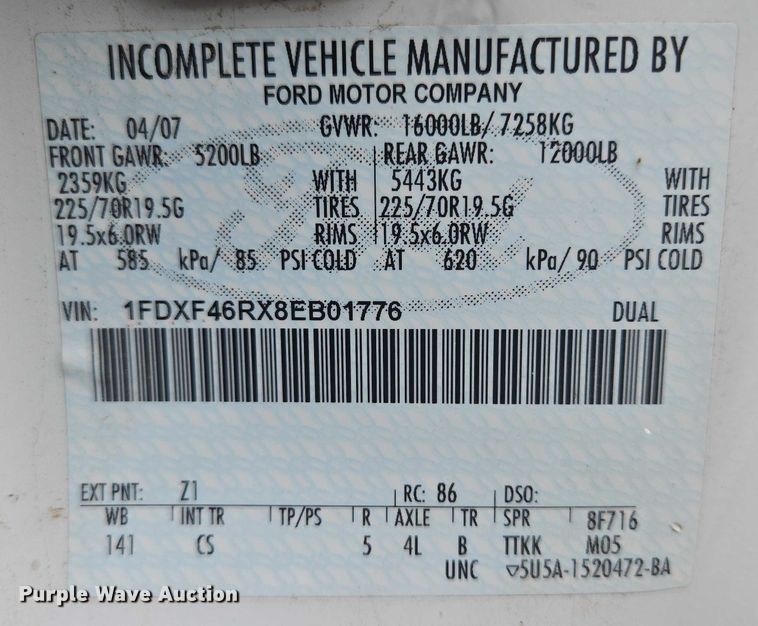 INCOMPLETE VEHICLE MANUFACTURED BY
FORD MOTOR COMPANY
DATE: 04/07 GVWR: 16000LB/ 7258KG
FRONT GAWR: 5200LB REAR GAWR: 12000LB
2359KG WITH 5443KG WITH
225/70R19.5G TIRES 225/70R19.5G TIRES
19.5x6.0RW RIMS 19.5x6.0RW RIMS
AT 585 kPa/ 85 PSI COLD AT 620 kPa/ 90 PSI COLD
VIN: 1FDXF46RX8EB01776 DUAL
EXT PNT: Z1 RC: 86 DSO:
WB INT TR TP/PS R AXLE TR SPR 8F716
141 CS 5 4L B TTKK M05
UNC ▽5U5A-1520472-BA
Purple Wave Auction